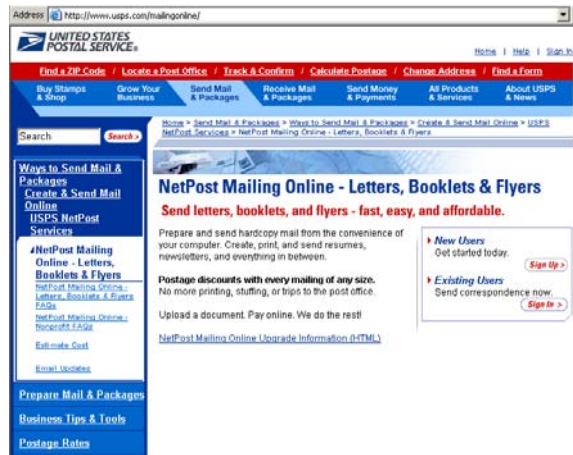 Address http://www.usps.com/mailingonline/
UNITED STATES
POSTAL SERVICE®
Home | Help | Sign In
Find a ZIP Code / Locate a Post Office / Track & Confirm / Calculate Postage / Change Address / Find a Form
Buy Stamps & Shop
Grow Your Business
Send Mail & Packages
Receive Mail & Packages
Send Money & Payments
All Products & Services
About USPS & News
Search Search >
Home > Send Mail & Packages > Ways to Send Mail & Packages > Create & Send Mail Online > USPS
NetPost Services > NetPost Mailing Online - Letters, Booklets & Flyers
Ways to Send Mail &
Packages
Create & Send Mail
Online
USPS NetPost
Services
NetPost Mailing
Online - Letters,
Booklets & Flyers
NetPost Mailing Online -
Letters, Booklets & Flyers
FAQs
NetPost Mailing Online -
Nonprofit FAQs
Estimate Cost
Email Updates
Prepare Mail & Packages
Business Tips & Tools
Postage Rates
NetPost Mailing Online - Letters, Booklets & Flyers
Send letters, booklets, and flyers - fast, easy, and affordable.
Prepare and send hardcopy mail from the convenience of
your computer. Create, print, and send resumes,
newsletters, and everything in between.
Postage discounts with every mailing of any size.
No more printing, stuffing, or trips to the post office.
Upload a document. Pay online. We do the rest!
NetPost Mailing Online Upgrade Information (HTML)
New Users
Get started today.
Sign Up >
Existing Users
Send correspondence now.
Sign In >